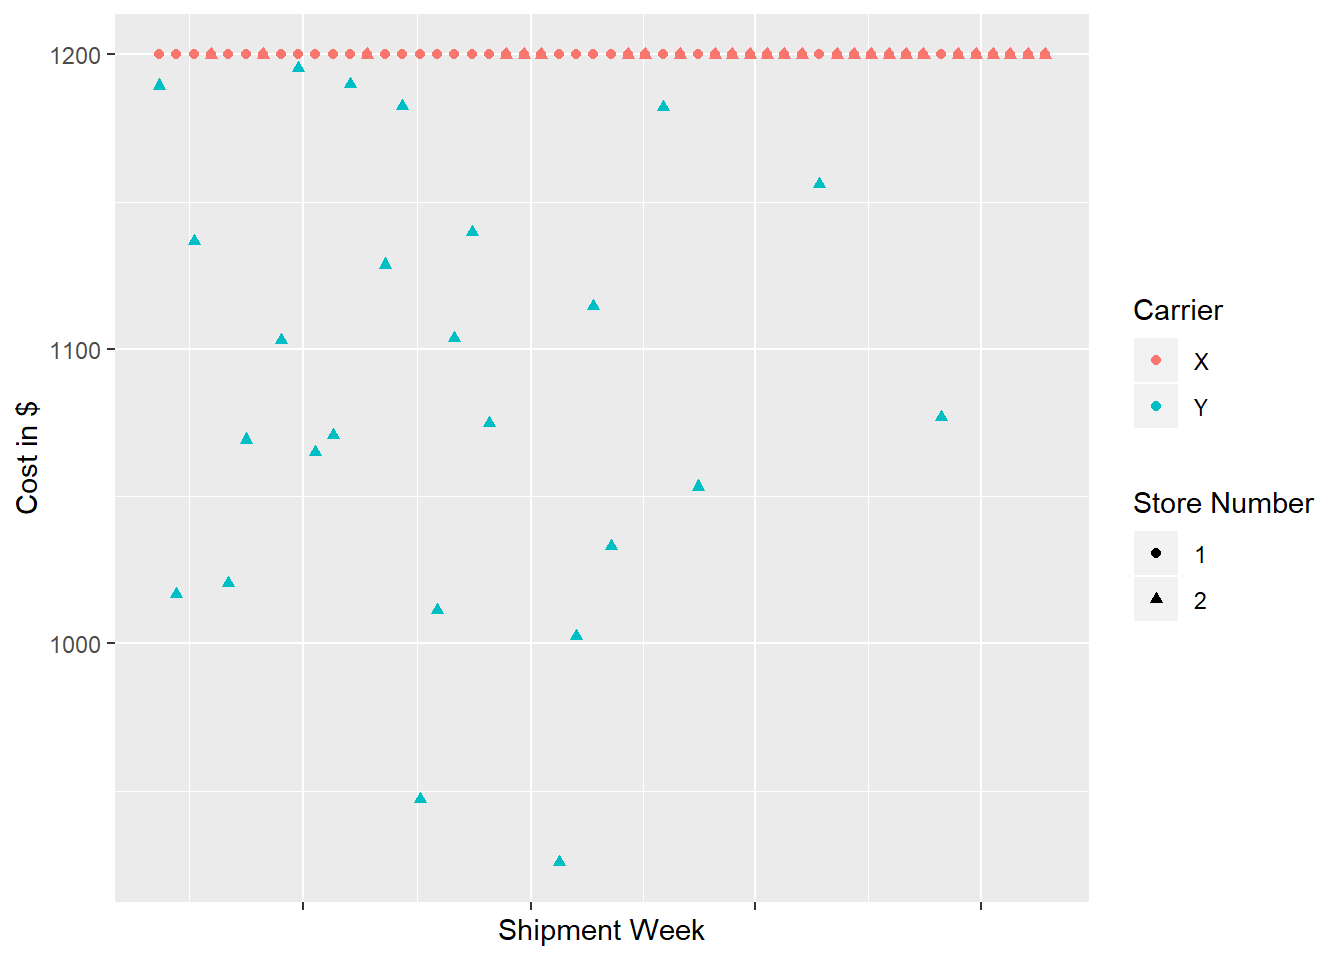 1200
1100
1000
Cost in $
Shipment Week
Carrier
X
Y
Store Number
1
2